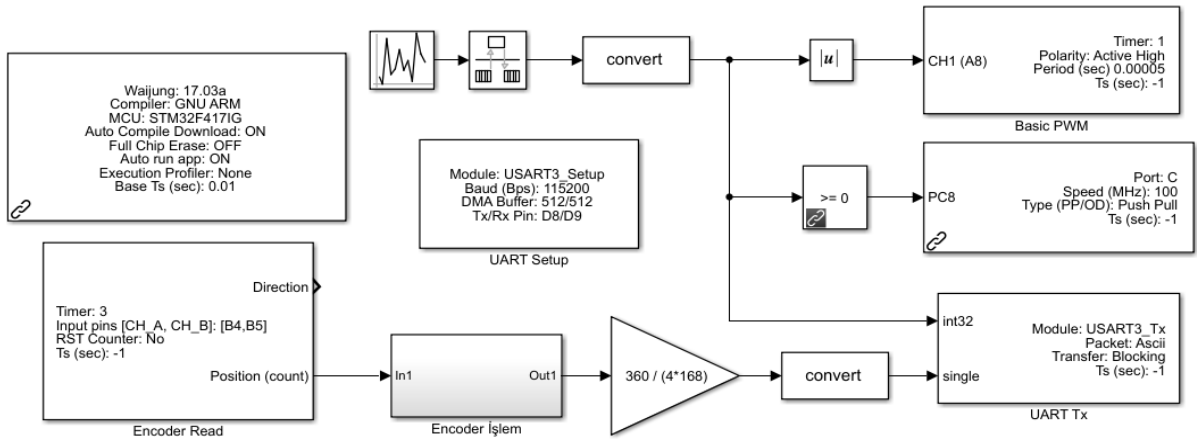 Waijung: 17.03a
Compiler: GNU ARM
MCU: STM32F417IG
Auto Compile Download: ON
Full Chip Erase: OFF
Auto run app: ON
Execution Profiler: None
Base Ts (sec): 0.01
convert
|u|
CH1 (A8)
Timer: 1
Polarity: Active High
Period (sec) 0.00005
Ts (sec): -1
Basic PWM
Module: USART3_Setup
Baud (Bps): 115200
DMA Buffer: 512/512
Tx/Rx Pin: D8/D9
UART Setup
>= 0
PC8
Port: C
Speed (MHz): 100
Type (PP/OD): Push Pull
Ts (sec): -1
Direction
Timer: 3
Input pins [CH_A, CH_B]: [B4,B5]
RST Counter: No
Ts (sec): -1
Position (count)
Encoder Read
In1
Out1
Encoder İşlem
360 / (4*168)
convert
int32
single
Module: USART3_Tx
Packet: Ascii
Transfer: Blocking
Ts (sec): -1
UART Tx